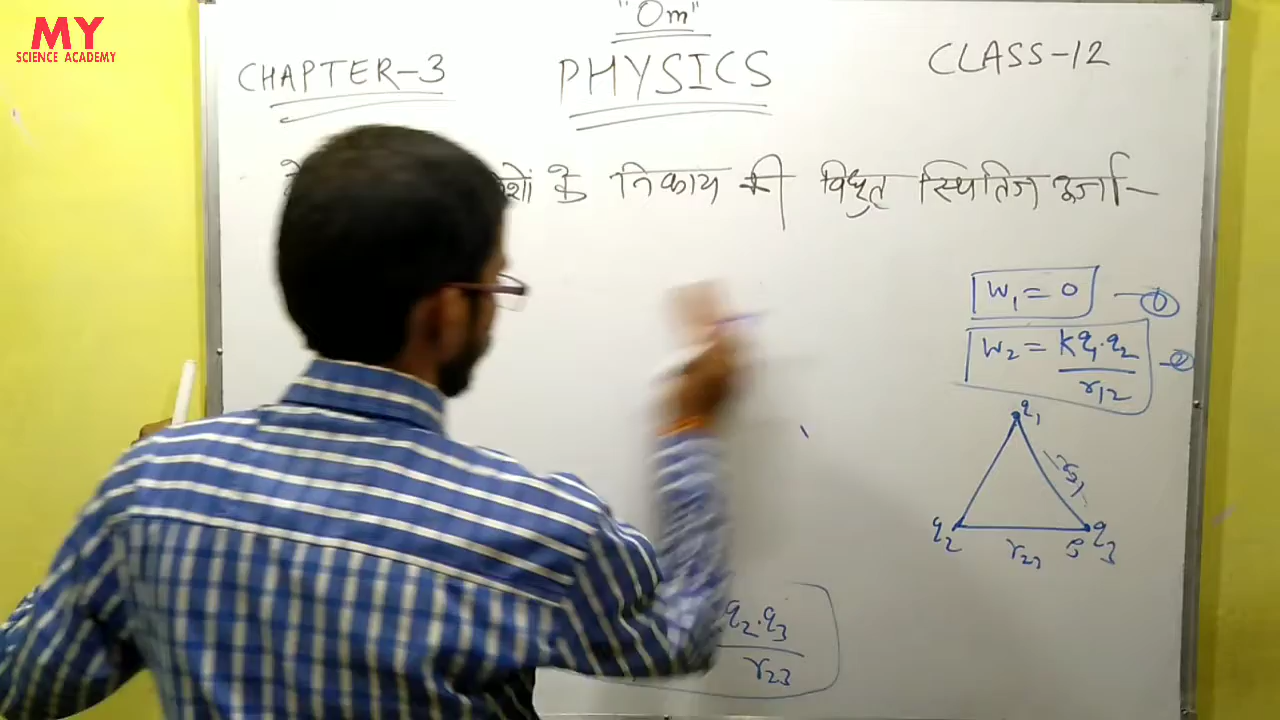 MY
SCIENCE ACADEMY
"Om"
CHAPTER-3
PHYSICS
CLASS-12
के निकाय की विधुत स्थितिज ऊर्जा-
W₁ = 0 — ①
W₂ = Kq₁.q₂ / r₁₂ — ②
q₁
r₃₁
q₂
r₂₃
q₃
q₂.q₃
r₂₃